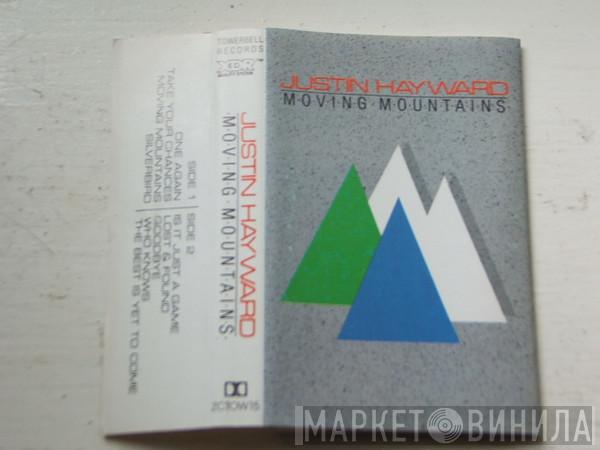 JUSTIN HAYWARD
MOVING·MOUNTAINS
TOWERBELL
RECORDS
XDR™
JUSTIN HAYWARD
·MOVING·MOUNTAINS·
ZCTOW15
SIDE 1
ONE AGAIN
TAKE YOUR CHANCES
MOVING MOUNTAINS
SILVERBIRD
SIDE 2
IS IT JUST A GAME
LOST & FOUND
GOODBYE
WHO KNOWS
THE BEST IS YET TO COME
МАРКЕТ ВИНИЛА